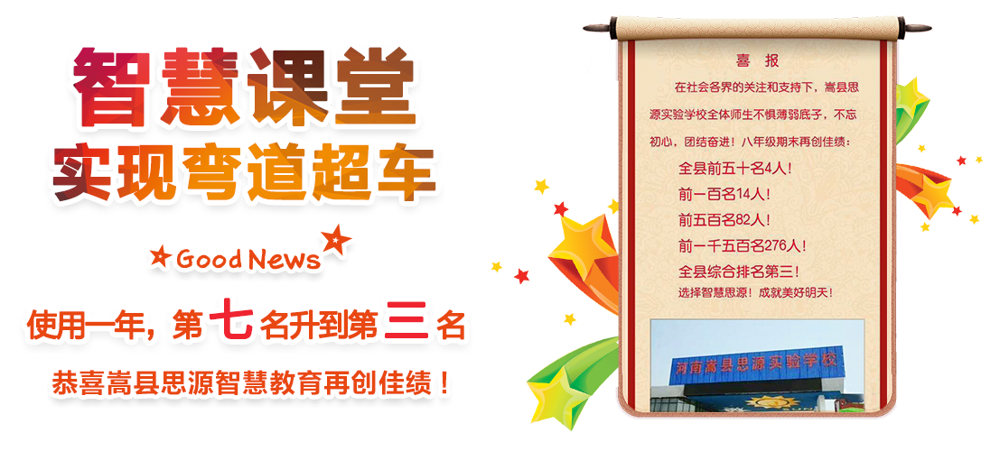 智慧课堂
实现弯道超车
Good News
使用一年，第七名升到第三名
恭喜嵩县思源智慧教育再创佳绩！
喜 报
在社会各界的关注和支持下，嵩县思
源实验学校全体师生不惧薄弱底子，不忘
初心，团结奋进！八年级期末再创佳绩：
全县前五十名4人！
前一百名14人！
前五百名82人！
前一千五百名276人！
全县综合排名第三！
选择智慧思源！成就美好明天！
河南嵩县思源实验学校
SUN